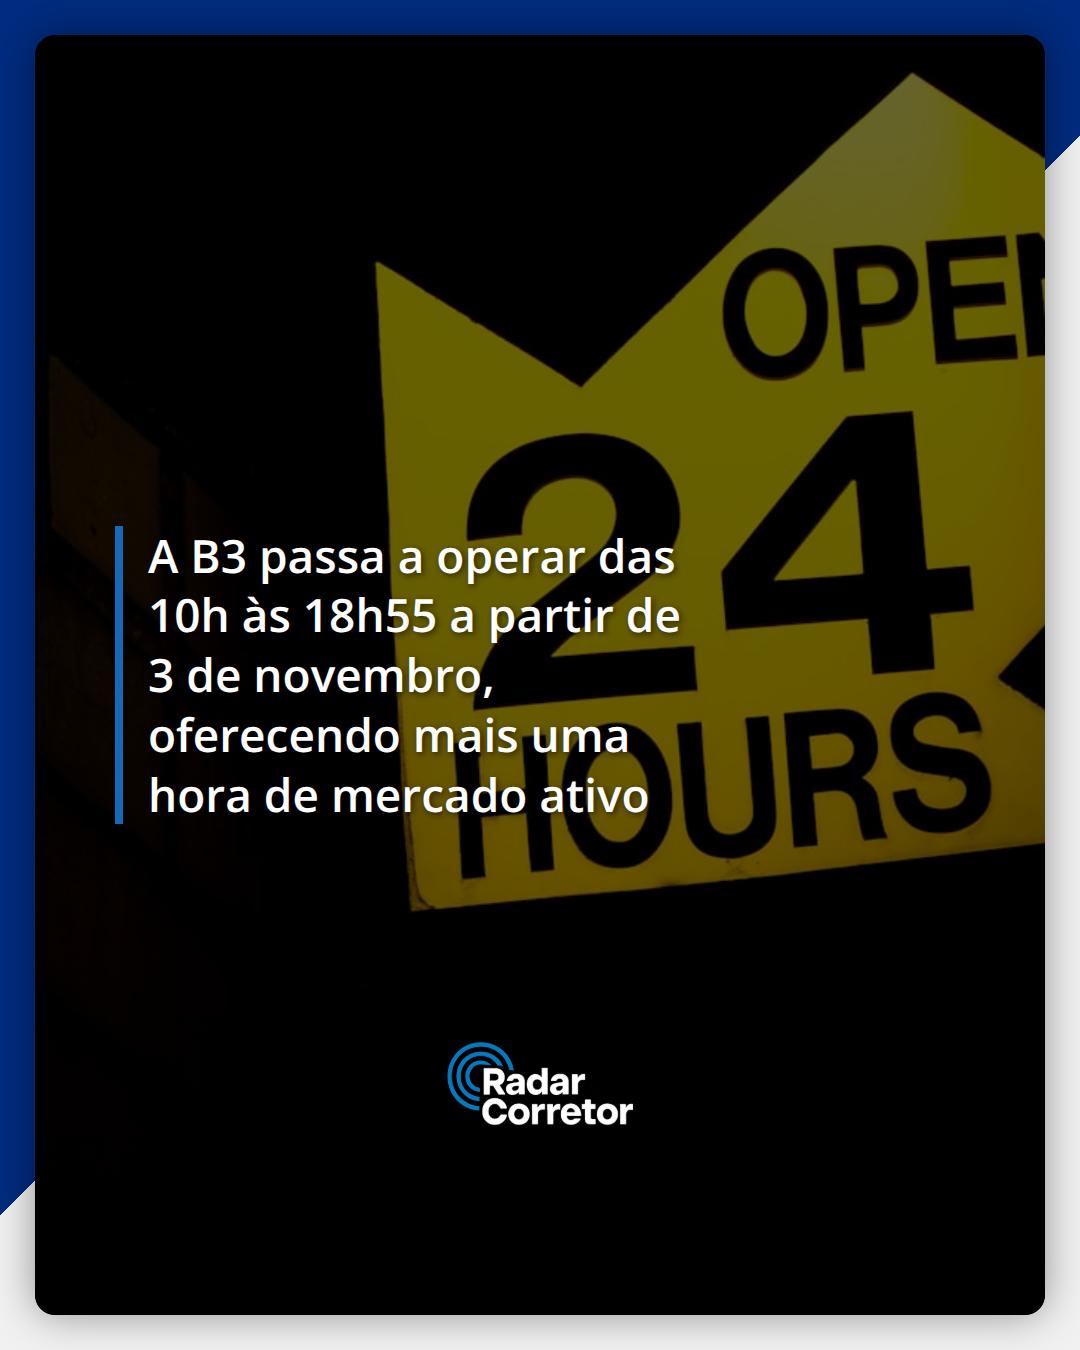 OPEN
24
HOURS
A B3 passa a operar das
10h às 18h55 a partir de
3 de novembro,
oferecendo mais uma
hora de mercado ativo
Radar
Corretor